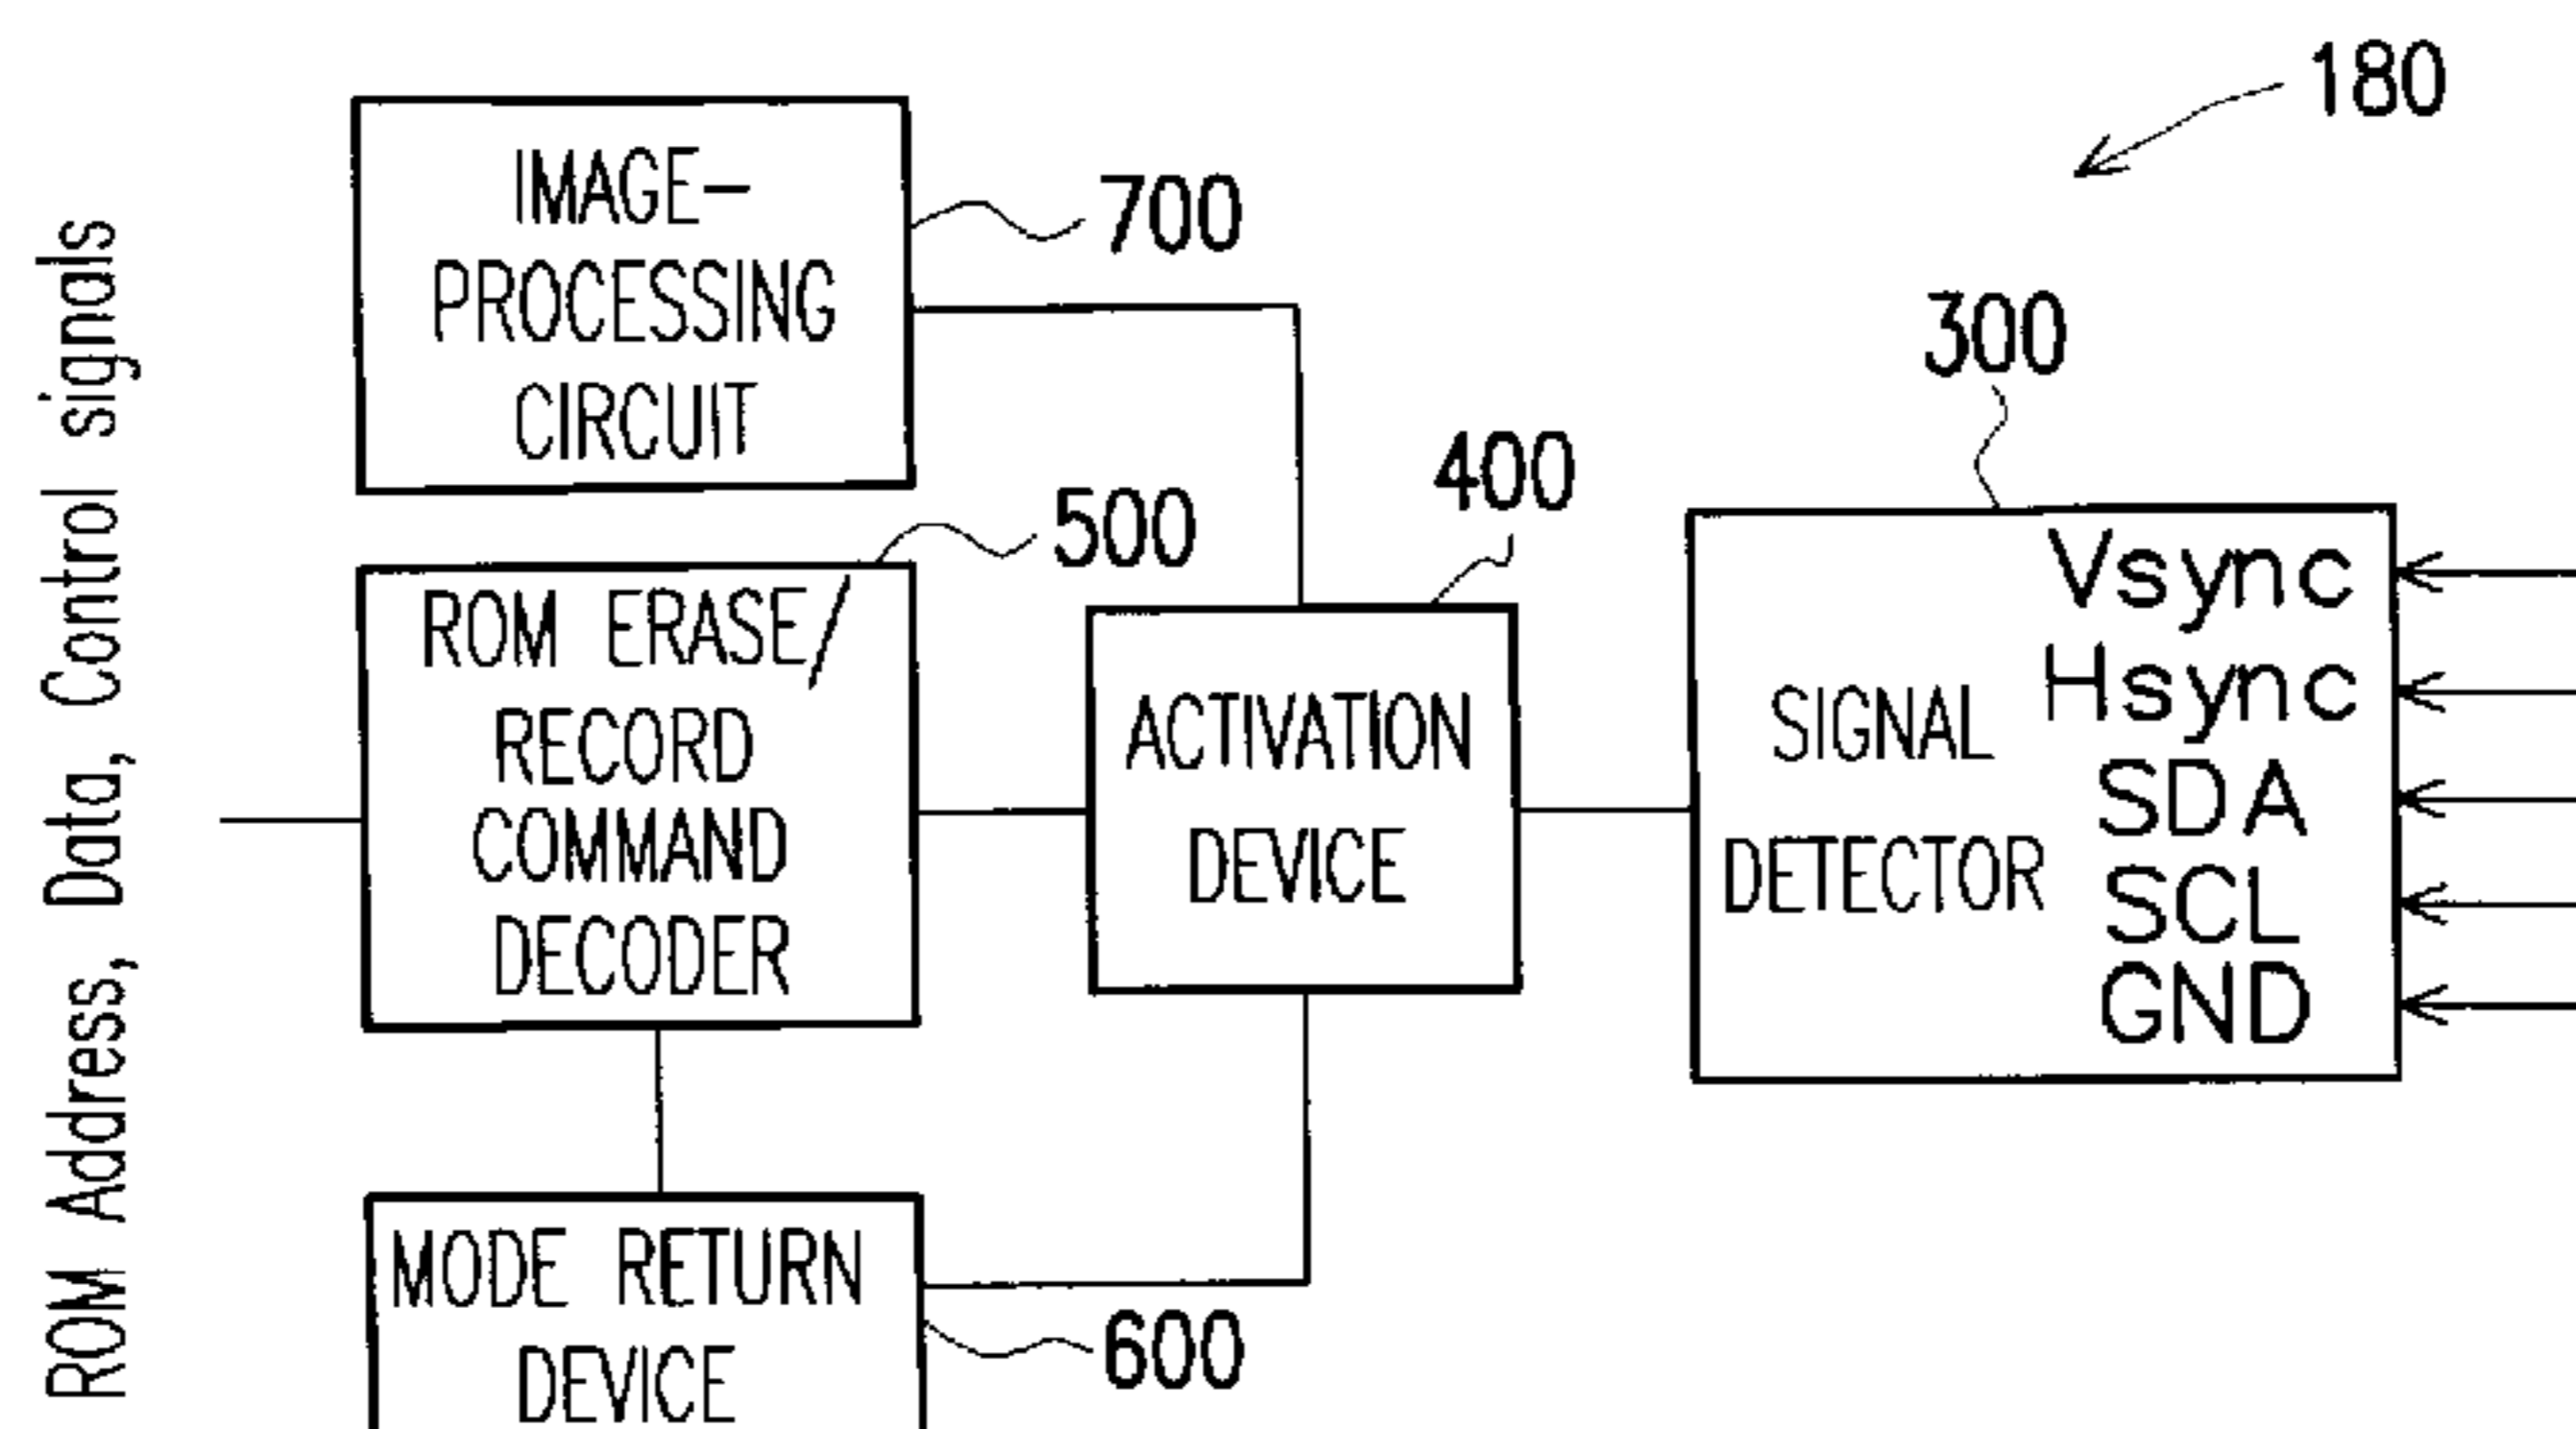 180
IMAGE-
PROCESSING
CIRCUIT
700
300
400
500
ROM ERASE/
RECORD
COMMAND
DECODER
ACTIVATION
DEVICE
SIGNAL
DETECTOR
Vsync
Hsync
SDA
SCL
GND
MODE RETURN
DEVICE
600
ROM Address, Data, Control signals